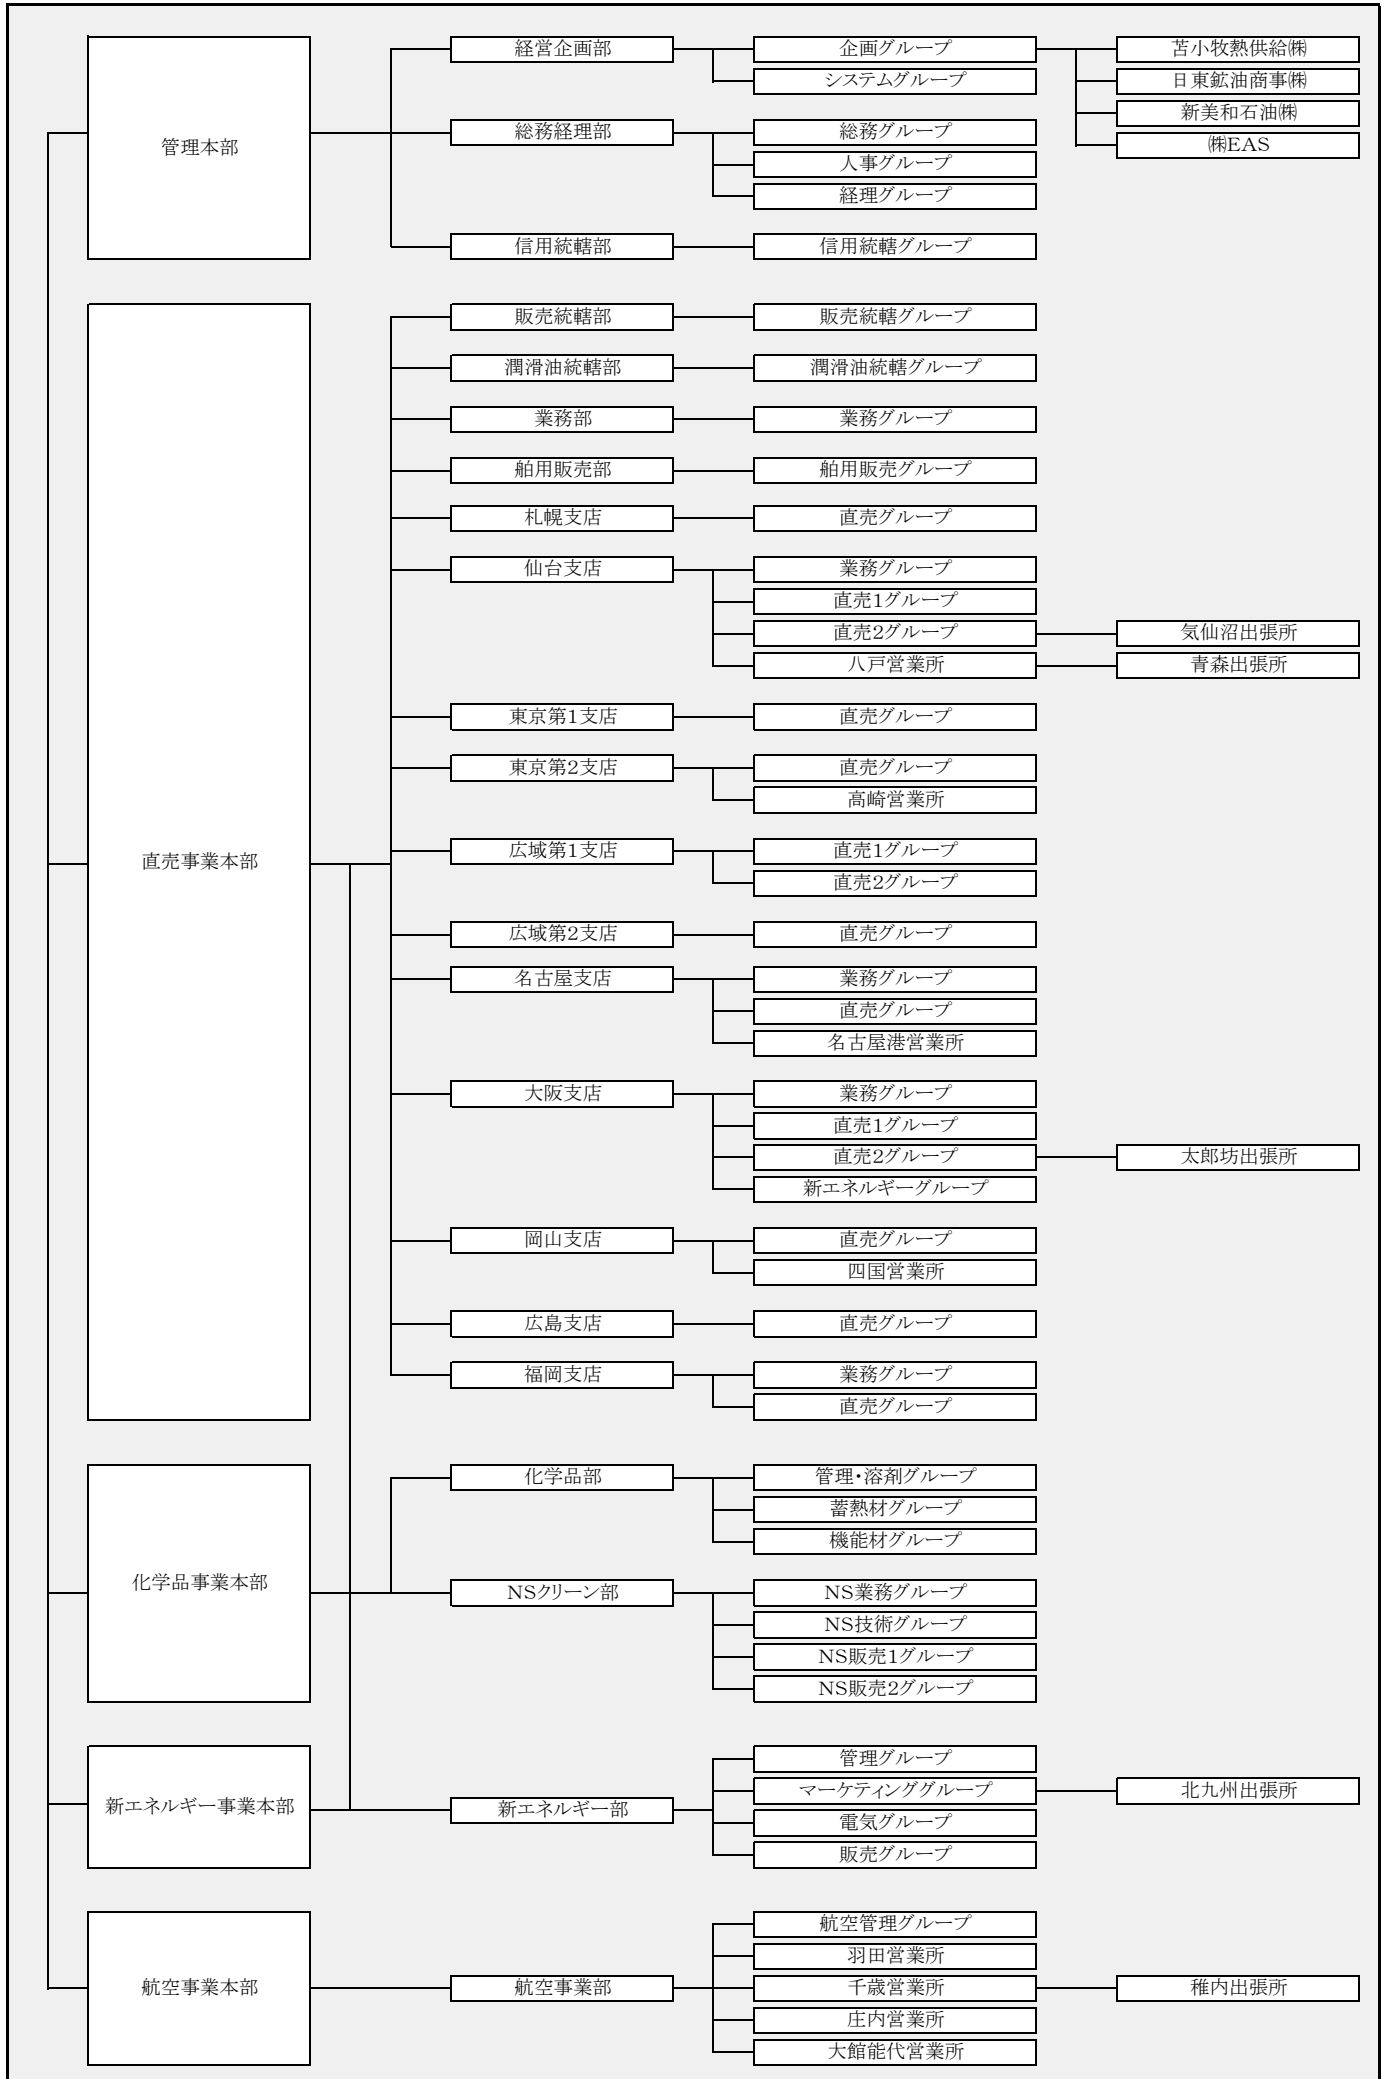 管理本部
経営企画部
企画グループ
苫小牧熱供給㈱
システムグループ
日東鉱油商事㈱
新美和石油㈱
㈱EAS
総務経理部
総務グループ
人事グループ
経理グループ
信用統轄部
信用統轄グループ
直売事業本部
販売統轄部
販売統轄グループ
潤滑油統轄部
潤滑油統轄グループ
業務部
業務グループ
舶用販売部
舶用販売グループ
札幌支店
直売グループ
仙台支店
業務グループ
直売1グループ
直売2グループ
気仙沼出張所
八戸営業所
青森出張所
東京第1支店
直売グループ
東京第2支店
直売グループ
高崎営業所
広域第1支店
直売1グループ
直売2グループ
広域第2支店
直売グループ
名古屋支店
業務グループ
直売グループ
名古屋港営業所
大阪支店
業務グループ
直売1グループ
直売2グループ
太郎坊出張所
新エネルギーグループ
岡山支店
直売グループ
四国営業所
広島支店
直売グループ
福岡支店
業務グループ
直売グループ
化学品事業本部
化学品部
管理・溶剤グループ
蓄熱材グループ
機能材グループ
NSクリーン部
NS業務グループ
NS技術グループ
NS販売1グループ
NS販売2グループ
新エネルギー事業本部
新エネルギー部
管理グループ
マーケティンググループ
北九州出張所
電気グループ
販売グループ
航空事業本部
航空事業部
航空管理グループ
羽田営業所
千歳営業所
稚内出張所
庄内営業所
大館能代営業所